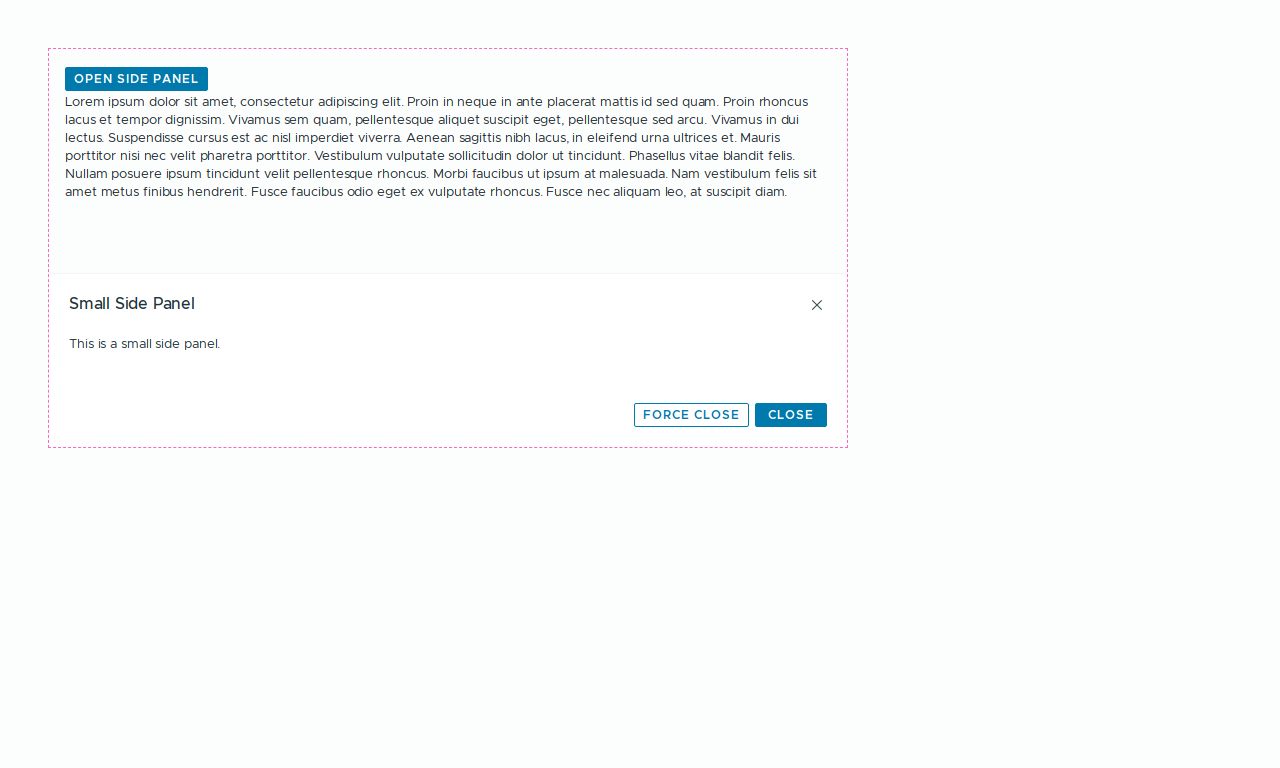 OPEN SIDE PANEL
Lorem ipsum dolor sit amet, consectetur adipiscing elit. Proin in neque in ante placerat mattis id sed quam. Proin rhoncus
lacus et tempor dignissim. Vivamus sem quam, pellentesque aliquet suscipit eget, pellentesque sed arcu. Vivamus in dui
lectus. Suspendisse cursus est ac nisl imperdiet viverra. Aenean sagittis nibh lacus, in eleifend urna ultrices et. Mauris
porttitor nisi nec velit pharetra porttitor. Vestibulum vulputate sollicitudin dolor ut tincidunt. Phasellus vitae blandit felis.
Nullam posuere ipsum tincidunt velit pellentesque rhoncus. Morbi faucibus ut ipsum at malesuada. Nam vestibulum felis sit
amet metus finibus hendrerit. Fusce faucibus odio eget ex vulputate rhoncus. Fusce nec aliquam leo, at suscipit diam.
Small Side Panel
This is a small side panel.
FORCE CLOSE CLOSE